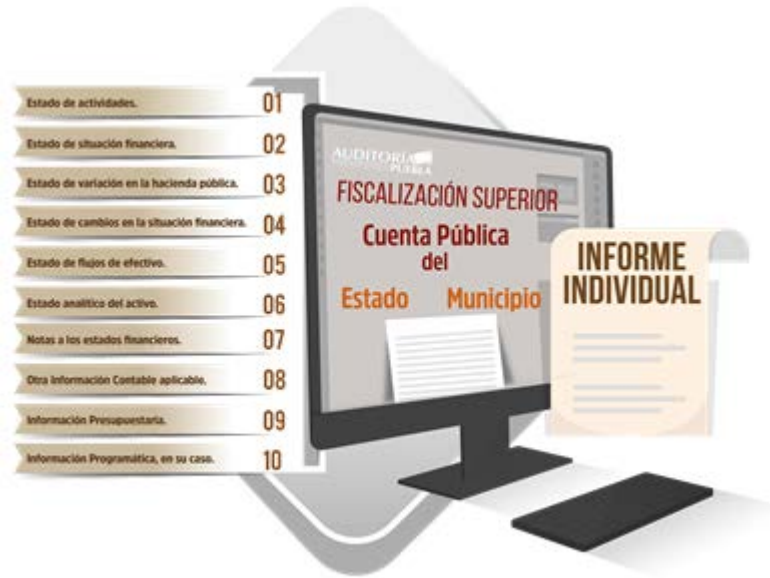 Estado de actividades. 01
Estado de situación financiera. 02
Estado de variación en la hacienda pública. 03
Estado de cambios en la situación financiera. 04
Estado de flujos de efectivo. 05
Estado analítico del activo. 06
Notas a los estados financieros. 07
Otra Información Contable aplicable. 08
Información Presupuestaria. 09
Información Programática, en su caso. 10
AUDITORÍA
PUEBLA
FISCALIZACIÓN SUPERIOR
Cuenta Pública
del
Estado Municipio
INFORME
INDIVIDUAL